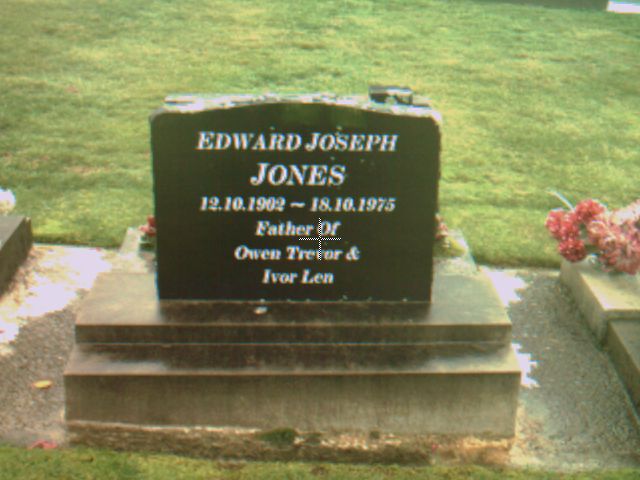 EDWARD JOSEPH
JONES
12.10.1902 ~ 18.10.1975
Father Of
Owen Trevor &
Ivor Len